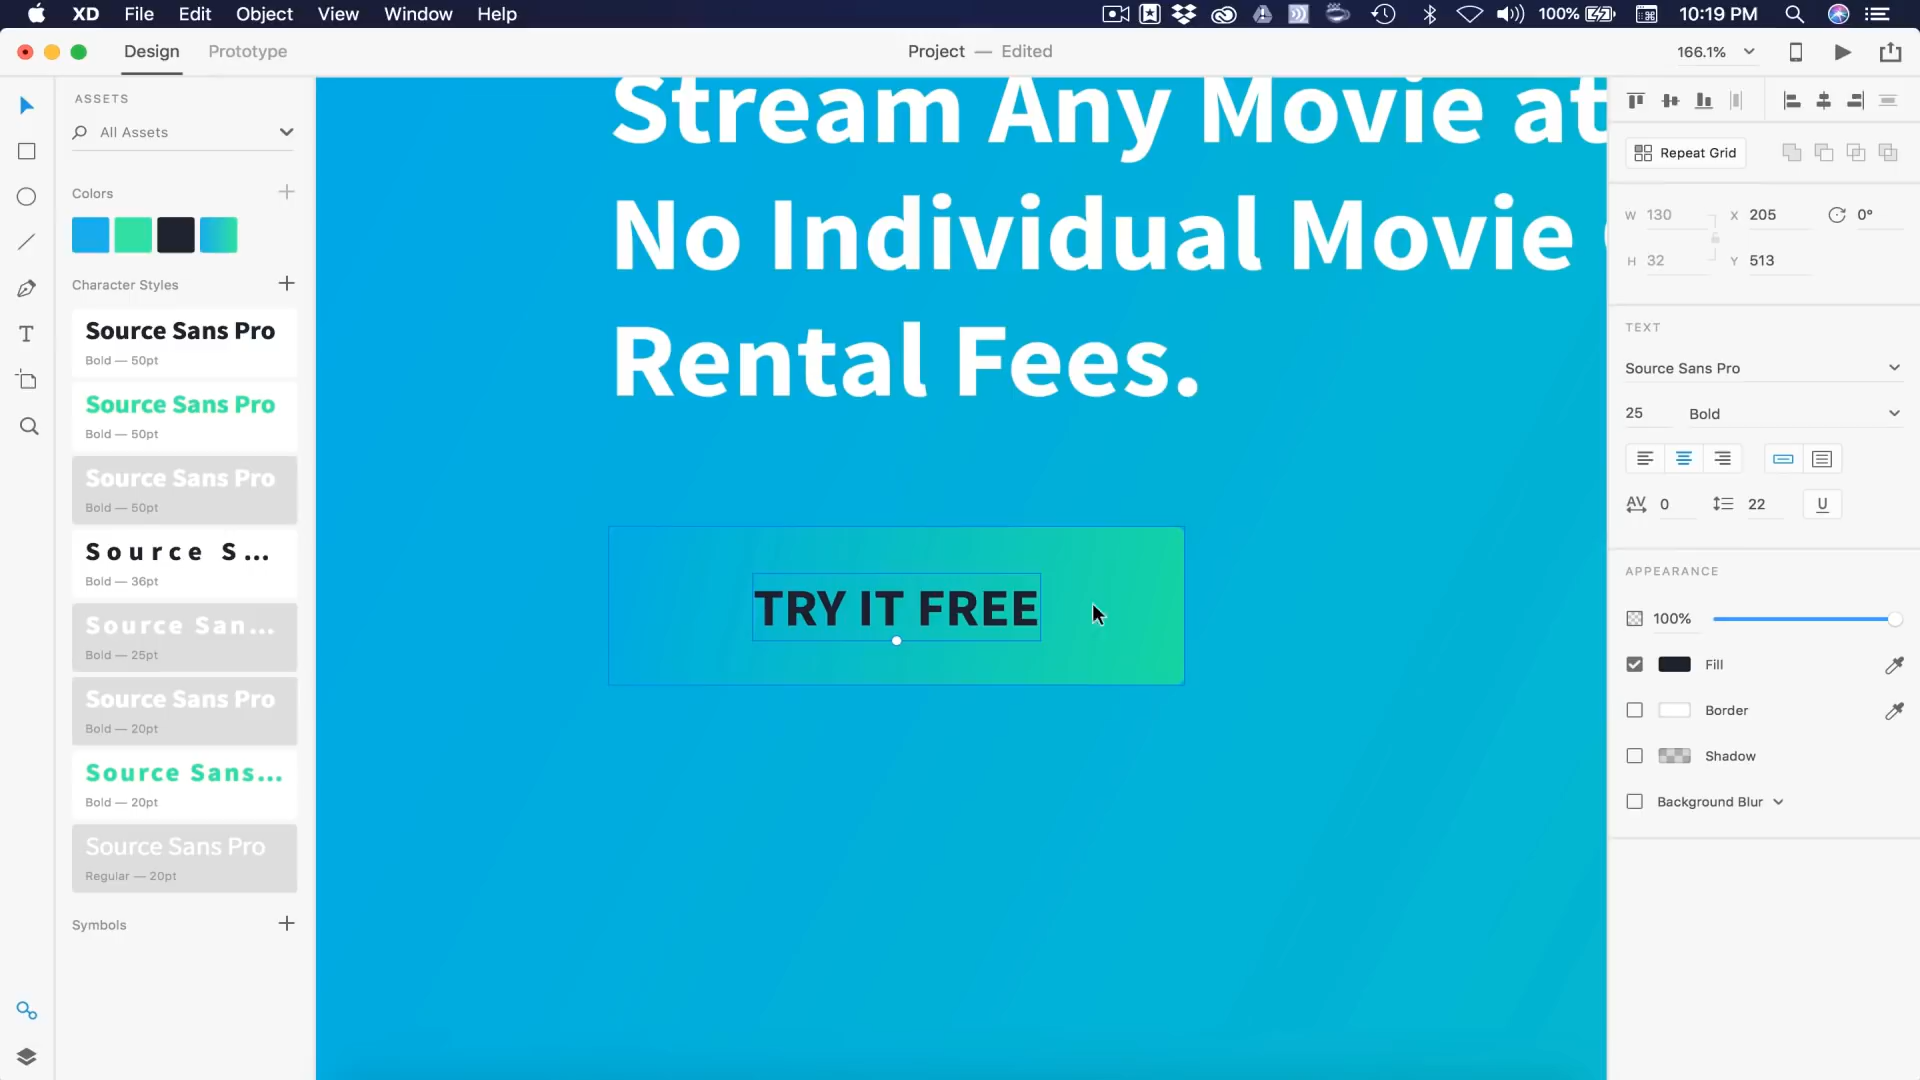 XD File Edit Object View Window Help
100%
10:19 PM
Design Prototype
Project — Edited
166.1%
ASSETS
All Assets
Colors
Character Styles
Source Sans Pro
Bold — 50pt
Source Sans Pro
Bold — 50pt
Source Sans Pro
Bold — 50pt
Source S...
Bold — 36pt
Source San...
Bold — 25pt
Source Sans Pro
Bold — 20pt
Source Sans...
Bold — 20pt
Source Sans Pro
Regular — 20pt
Symbols
Stream Any Movie at
No Individual Movie
Rental Fees.
TRY IT FREE
Repeat Grid
W 130 X 205 0°
H 32 Y 513
TEXT
Source Sans Pro
25 Bold
AV 0 22 U
APPEARANCE
100%
Fill
Border
Shadow
Background Blur